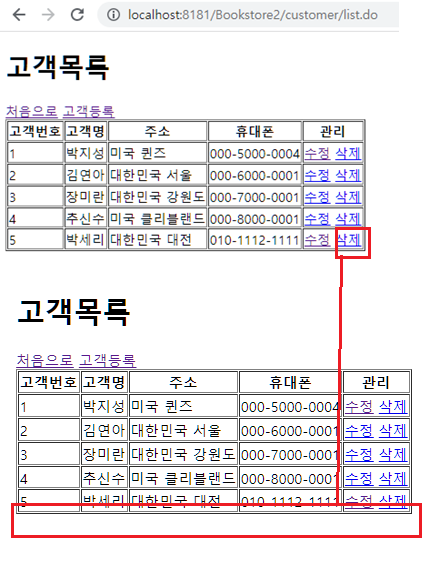 localhost:8181/Bookstore2/customer/list.do
고객목록
처음으로 고객등록
고객번호 고객명 주소 휴대폰 관리
1 박지성 미국 퀸즈 000-5000-0004 수정 삭제
2 김연아 대한민국 서울 000-6000-0001 수정 삭제
3 장미란 대한민국 강원도 000-7000-0001 수정 삭제
4 추신수 미국 클리블랜드 000-8000-0001 수정 삭제
5 박세리 대한민국 대전 010-1112-1111 수정 삭제
고객목록
처음으로 고객등록
고객번호 고객명 주소 휴대폰 관리
1 박지성 미국 퀸즈 000-5000-0004 수정 삭제
2 김연아 대한민국 서울 000-6000-0001 수정 삭제
3 장미란 대한민국 강원도 000-7000-0001 수정 삭제
4 추신수 미국 클리블랜드 000-8000-0001 수정 삭제
5 박세리 대한민국 대전 010-1112-1111 수정 삭제